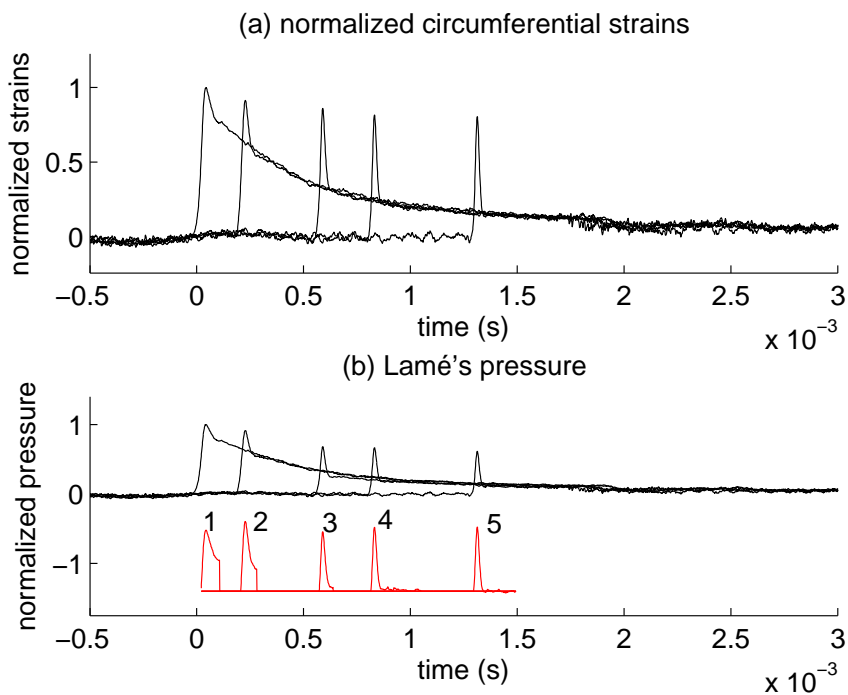 (a) normalized circumferential strains
normalized strains
1
0.5
0
−0.5 0 0.5 1 1.5 2 2.5 3
time (s)
x 10⁻³
(b) Lamé's pressure
normalized pressure
1
0
−1
1 2 3 4 5
−0.5 0 0.5 1 1.5 2 2.5 3
time (s)
x 10⁻³